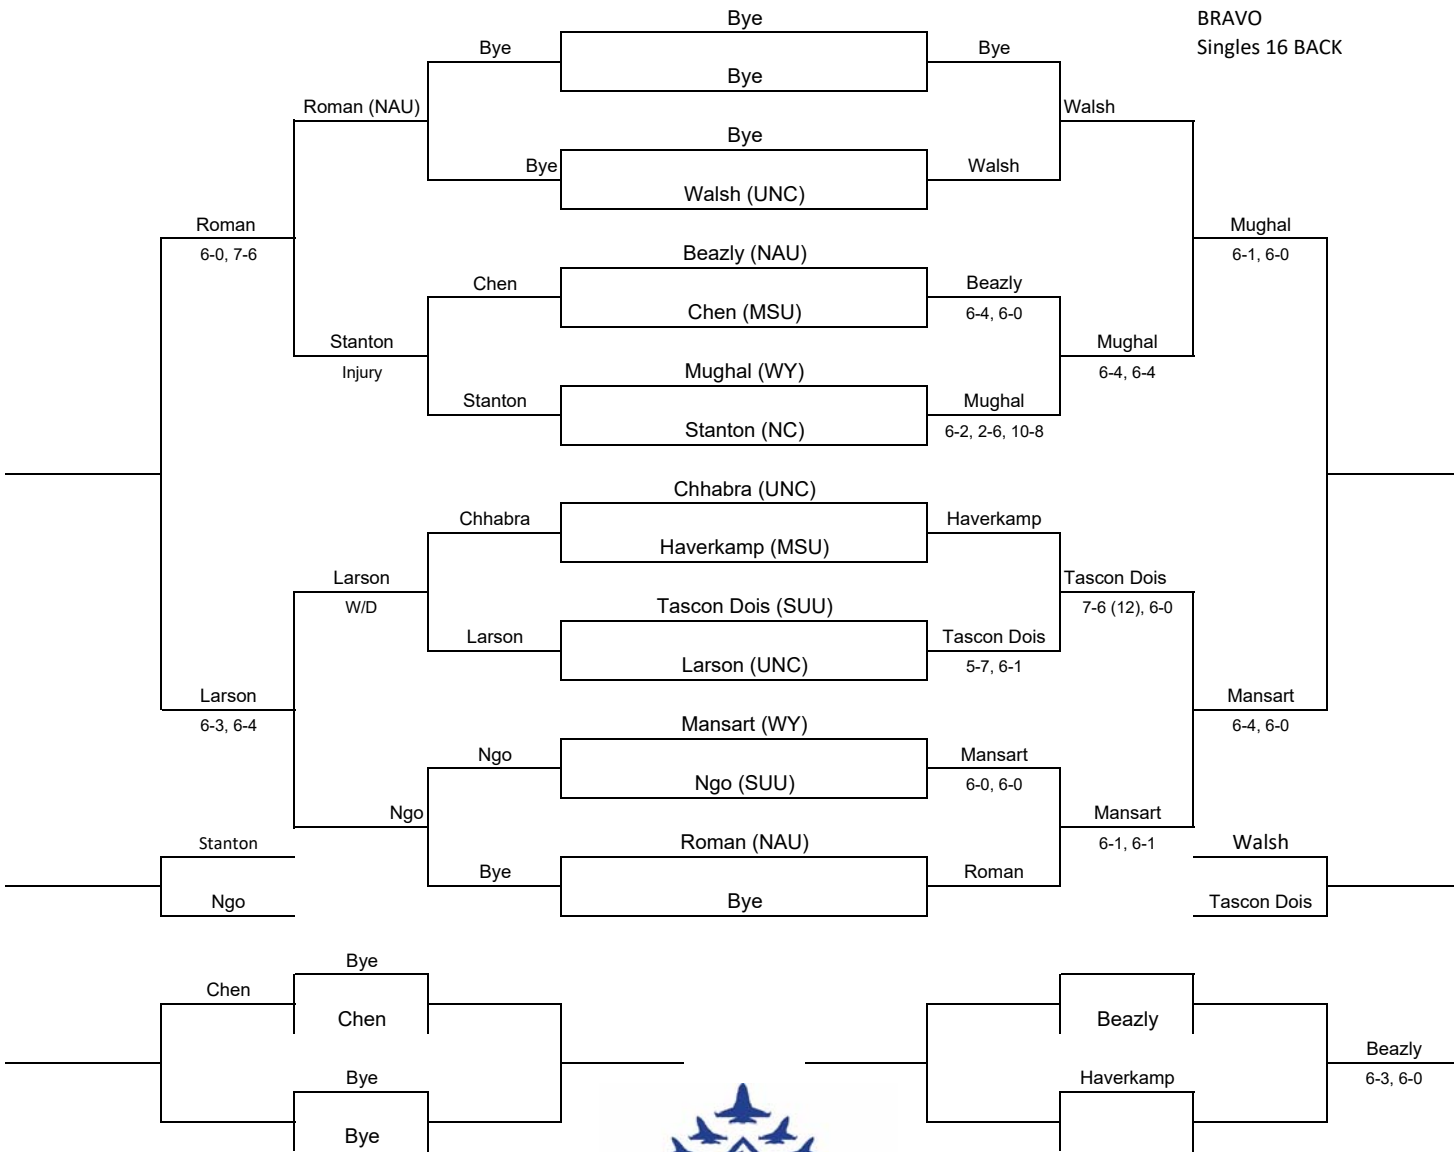 Bye
BRAVO
Bye
Bye
Singles 16 BACK
Bye
Roman (NAU)
Walsh
Bye
Bye
Walsh
Walsh (UNC)
Roman
Mughal
6-0, 7-6
Beazly (NAU)
6-1, 6-0
Chen
Beazly
Chen (MSU)
6-4, 6-0
Stanton
Mughal
Injury
Mughal (WY)
6-4, 6-4
Stanton
Mughal
Stanton (NC)
6-2, 2-6, 10-8
Chhabra (UNC)
Chhabra
Haverkamp
Haverkamp (MSU)
Larson
Tascon Dois
W/D
Tascon Dois (SUU)
7-6 (12), 6-0
Larson
Tascon Dois
Larson (UNC)
5-7, 6-1
Larson
Mansart
6-3, 6-4
Mansart (WY)
6-4, 6-0
Ngo
Mansart
Ngo (SUU)
6-0, 6-0
Ngo
Mansart
Stanton
Roman (NAU)
6-1, 6-1
Walsh
Bye
Roman
Ngo
Bye
Tascon Dois
Bye
Chen
Chen
Beazly
Beazly
Bye
Haverkamp
6-3, 6-0
Bye